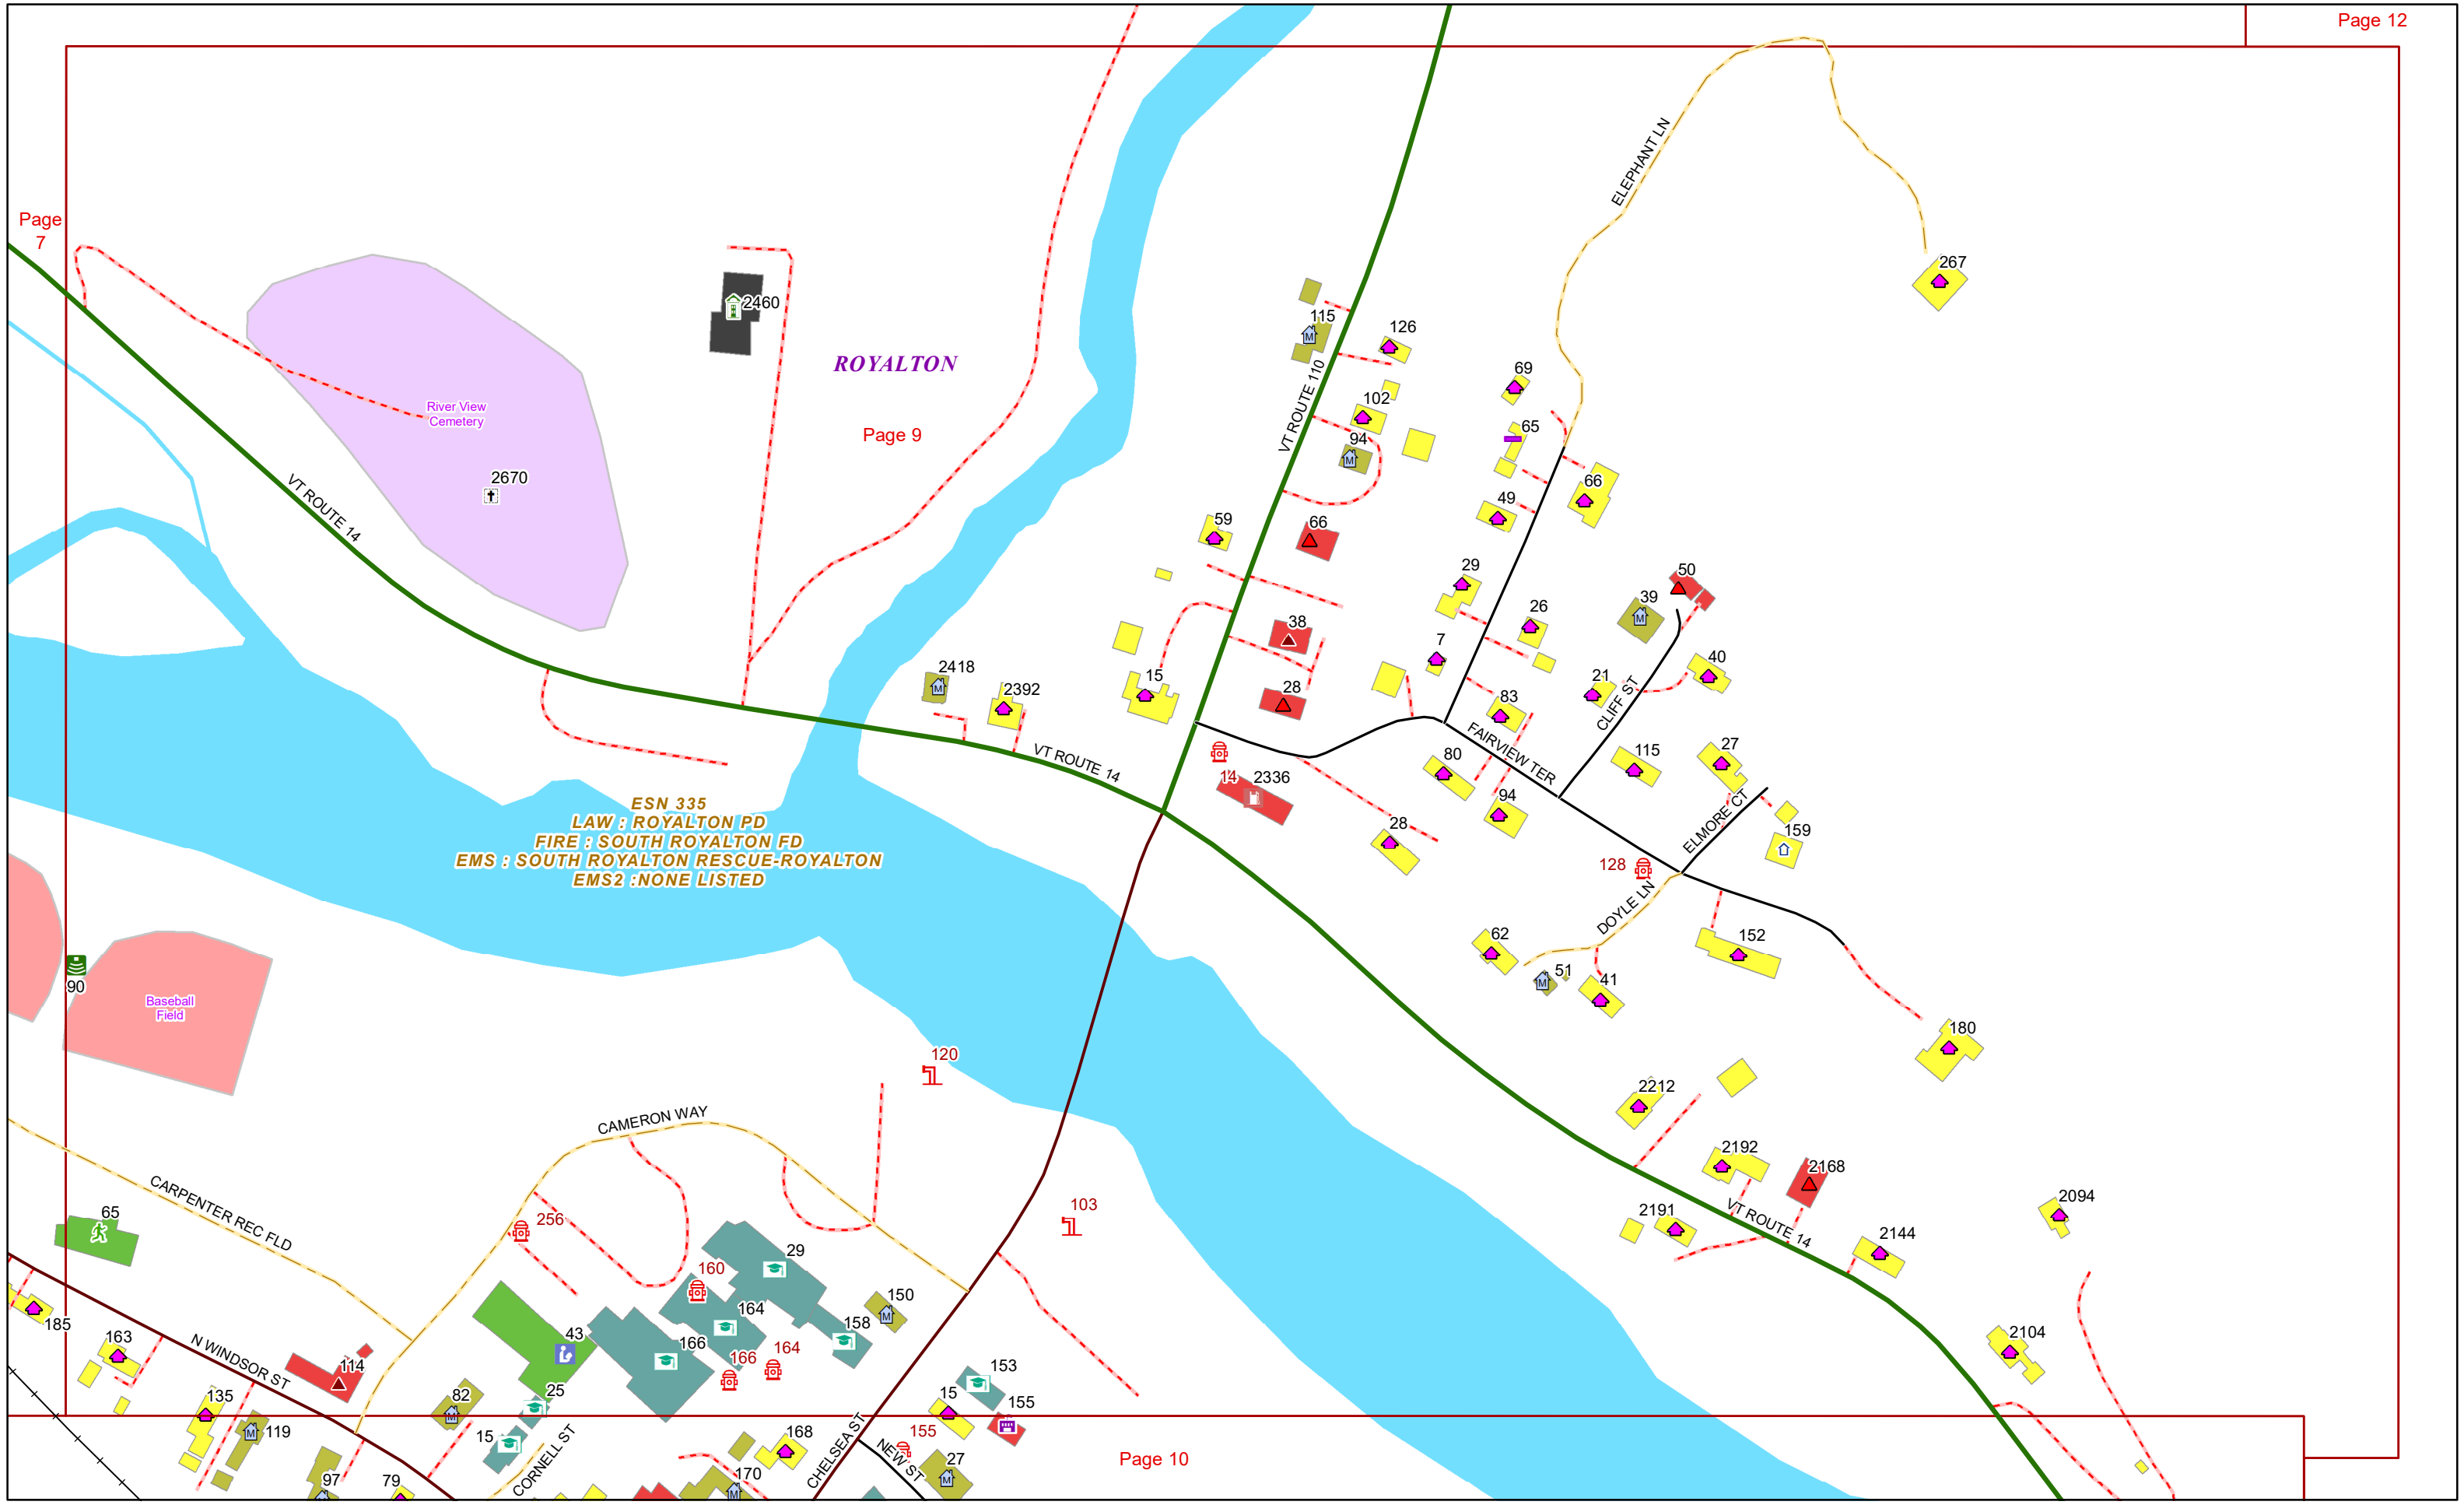 Page 12
Page
7
ELEPHANT LN
267
2460
ROYALTON
115
126
VT ROUTE 110
69
102
65
94
River View
Cemetery
Page 9
2670
VT ROUTE 14
66
49
59
66
29
50
39
26
38
7
40
2418
2392
15
28
21
83
CLIFF ST
FAIRVIEW TER
VT ROUTE 14
80
115
27
14
2336
94
ELMORE CT
28
159
ESN 335
LAW : ROYALTON PD
FIRE : SOUTH ROYALTON FD
EMS : SOUTH ROYALTON RESCUE-ROYALTON
EMS2 :NONE LISTED
128
DOYLE LN
62
152
51
41
90
Baseball
Field
180
120
2212
CAMERON WAY
2192
2168
CARPENTER REC FLD
65
256
103
2191
VT ROUTE 14
2094
2144
29
160
164
150
158
185
163
N WINDSOR ST
43
166
166
164
2104
114
153
82
25
15
155
135
119
15
CORNELL ST
168
CHELSEA ST
155
NEW ST
27
Page 10
97
79
170